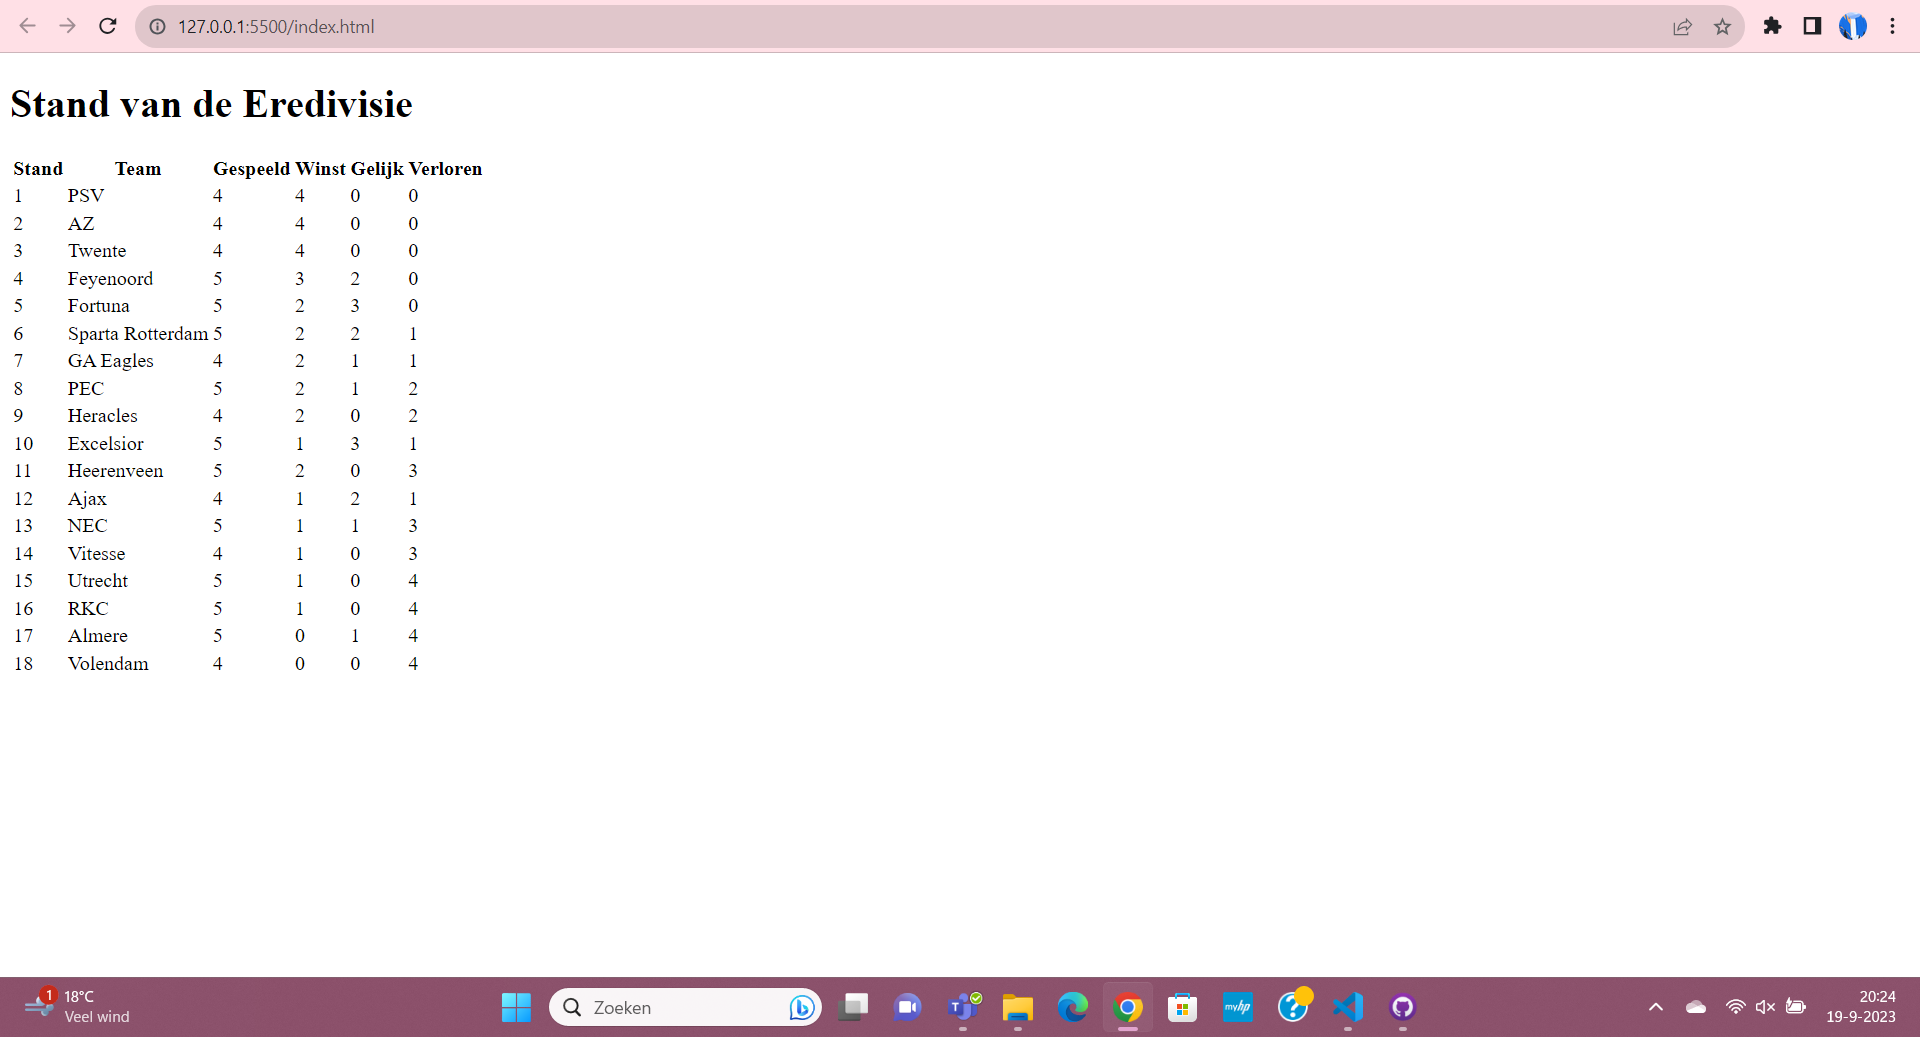 127.0.0.1:5500/index.html
Stand van de Eredivisie
Stand Team Gespeeld Winst Gelijk Verloren
1 PSV 4 4 0 0
2 AZ 4 4 0 0
3 Twente 4 4 0 0
4 Feyenoord 5 3 2 0
5 Fortuna 5 2 3 0
6 Sparta Rotterdam 5 2 2 1
7 GA Eagles 4 2 1 1
8 PEC 5 2 1 2
9 Heracles 4 2 0 2
10 Excelsior 5 1 3 1
11 Heerenveen 5 2 0 3
12 Ajax 4 1 2 1
13 NEC 5 1 1 3
14 Vitesse 4 1 0 3
15 Utrecht 5 1 0 4
16 RKC 5 1 0 4
17 Almere 5 0 1 4
18 Volendam 4 0 0 4
1
18°C
Veel wind
Zoeken
T
myhp
?
20:24
19-9-2023